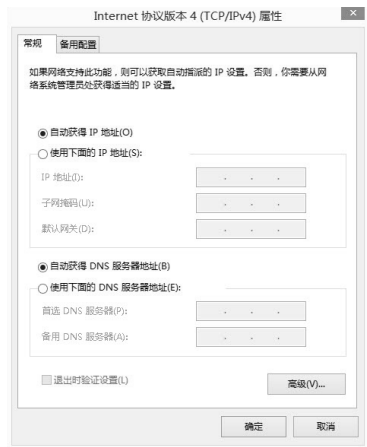 Internet 协议版本 4 (TCP/IPv4) 属性
常规 备用配置
如果网络支持此功能，则可以获取自动指派的 IP 设置。否则，你需要从网
络系统管理员处获得适当的 IP 设置。
自动获得 IP 地址(O)
使用下面的 IP 地址(S):
IP 地址(I):
子网掩码(U):
默认网关(D):
自动获得 DNS 服务器地址(B)
使用下面的 DNS 服务器地址(E):
首选 DNS 服务器(P):
备用 DNS 服务器(A):
退出时验证设置(L)
高级(V)...
确定 取消